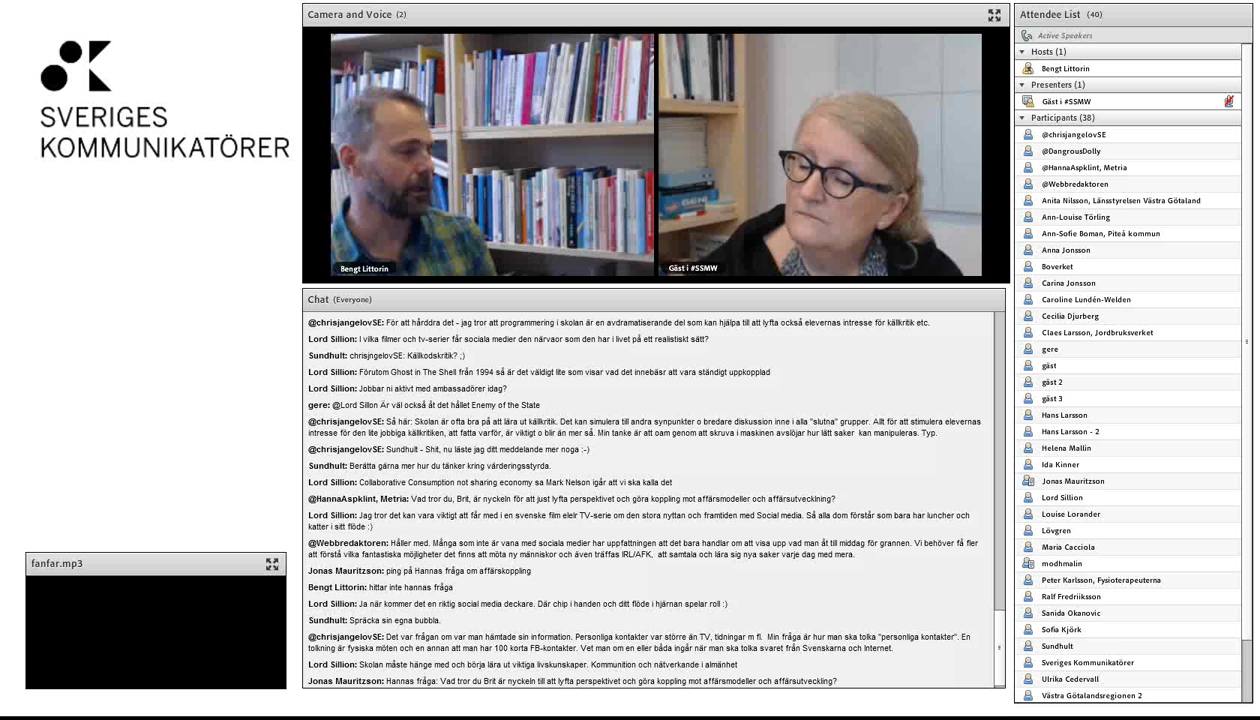 SVERIGES
KOMMUNIKATÖRER
Camera and Voice (2)
Bengt Littorin
Gäst i #SSMW
Chat (Everyone)
@chrisjangelovSE: För att hårddra det - jag tror att programmering i skolan är en avdramatiserande del som kan hjälpa till att lyfta också elevernas intresse för källkritik etc.
Lord Sillion: I vilka filmer och tv-serier får sociala medier den närvaor som den har i livet på ett realistiskt sätt?
Sundhult: chrisjngelovSE: Källkodskritik? ;)
Lord Sillion: Förutom Ghost in The Shell från 1994 så är det väldigt lite som visar vad det innebäsr att vara ständigt uppkopplad
Lord Sillion: Jobbar ni aktivt med ambassadörer idag?
gere: @Lord Sillon Är väl också åt det hållet Enemy of the State
@chrisjangelovSE: Så här: Skolan är ofta bra på att lära ut källkritik. Det kan simulera till andra synpunkter o bredare diskussion inne i alla "slutna" grupper. Allt för att stimulera elevernas
intresse för den lite jobbiga källkritiken, att fatta varför, är viktigt o blir än mer så. Min tanke är att oam genom att skruva i maskinen avslöjar hur lätt saker kan manipuleras. Typ.
@chrisjangelovSE: Sundhult - Shit, nu läste jag ditt meddelande mer noga :-)
Sundhult: Berätta gärna mer hur du tänker kring värderingsstyrda.
Lord Sillion: Collaborative Consumption not sharing economy sa Mark Nelson igår att vi ska kalla det
@HannaAspklint, Metria: Vad tror du, Brit, är nyckeln för att just lyfta perspektivet och göra koppling mot affärsmodeller och affärsutvecklning?
Lord Sillion: Jag tror det kan vara viktigt att får med i en svenske film elelr TV-serie om den stora nyttan och framtiden med Social media. Så alla dom förstår som bara har luncher och
katter i sitt flöde :)
@Webbredaktoren: Håller med. Många som inte är vana med sociala medier har uppfattningen att det bara handlar om att visa upp vad man åt till middag för grannen. Vi behöver få fler
att förstå vilka fantastiska möjligheter det finns att möta ny människor och även träffas IRL/AFK, att samtala och lära sig nya saker varje dag med mera.
Jonas Mauritzson: ping på Hannas fråga om affärskoppling
Bengt Littorin: hittar inte hannas fråga
Lord Sillion: Ja när kommer det en riktig social media deckare. Där chip i handen och ditt flöde i hjärnan spelar roll :)
Sundhult: Spräcka sin egna bubbla.
@chrisjangelovSE: Det var frågan om var man hämtade sin information. Personliga kontakter var större än TV, tidningar m fl. Min fråga är hur man ska tolka "personliga kontakter". En
tolkning är fysiska möten och en annan att man har 100 korta FB-kontakter. Vet man om en eller båda ingår när man ska tolka svaret från Svenskarna och Internet.
Lord Sillion: Skolan måste hänge med och börja lära ut viktiga livskunskaper. Kommunition och nätverkande i almänhet
Jonas Mauritzson: Hannas fråga: Vad tror du Brit är nyckeln till att lyfta perspektivet och göra koppling mot affärsmodeller och affärsutveckling?
fanfar.mp3
Attendee List (40)
Active Speakers
Hosts (1)
Bengt Littorin
Presenters (1)
Gäst i #SSMW
Participants (38)
@chrisjangelovSE
@DangrousDolly
@HannaAspklint, Metria
@Webbredaktoren
Anita Nilsson, Länsstyrelsen Västra Götaland
Ann-Louise Törling
Ann-Sofie Boman, Piteå kommun
Anna Jonsson
Boverket
Carina Jonsson
Caroline Lundén-Welden
Cecilia Djurberg
Claes Larsson, Jordbruksverket
gere
gäst
gäst 2
gäst 3
Hans Larsson
Hans Larsson - 2
Helena Mallin
Ida Kinner
Jonas Mauritzson
Lord Sillion
Louise Lorander
Lövgren
Maria Cacciola
modhmalin
Peter Karlsson, Fysioterapeuterna
Ralf Fredriiksson
Sanida Okanovic
Sofia Kjörk
Sundhult
Sveriges Kommunikatörer
Ulrika Cedervall
Västra Götalandsregionen 2